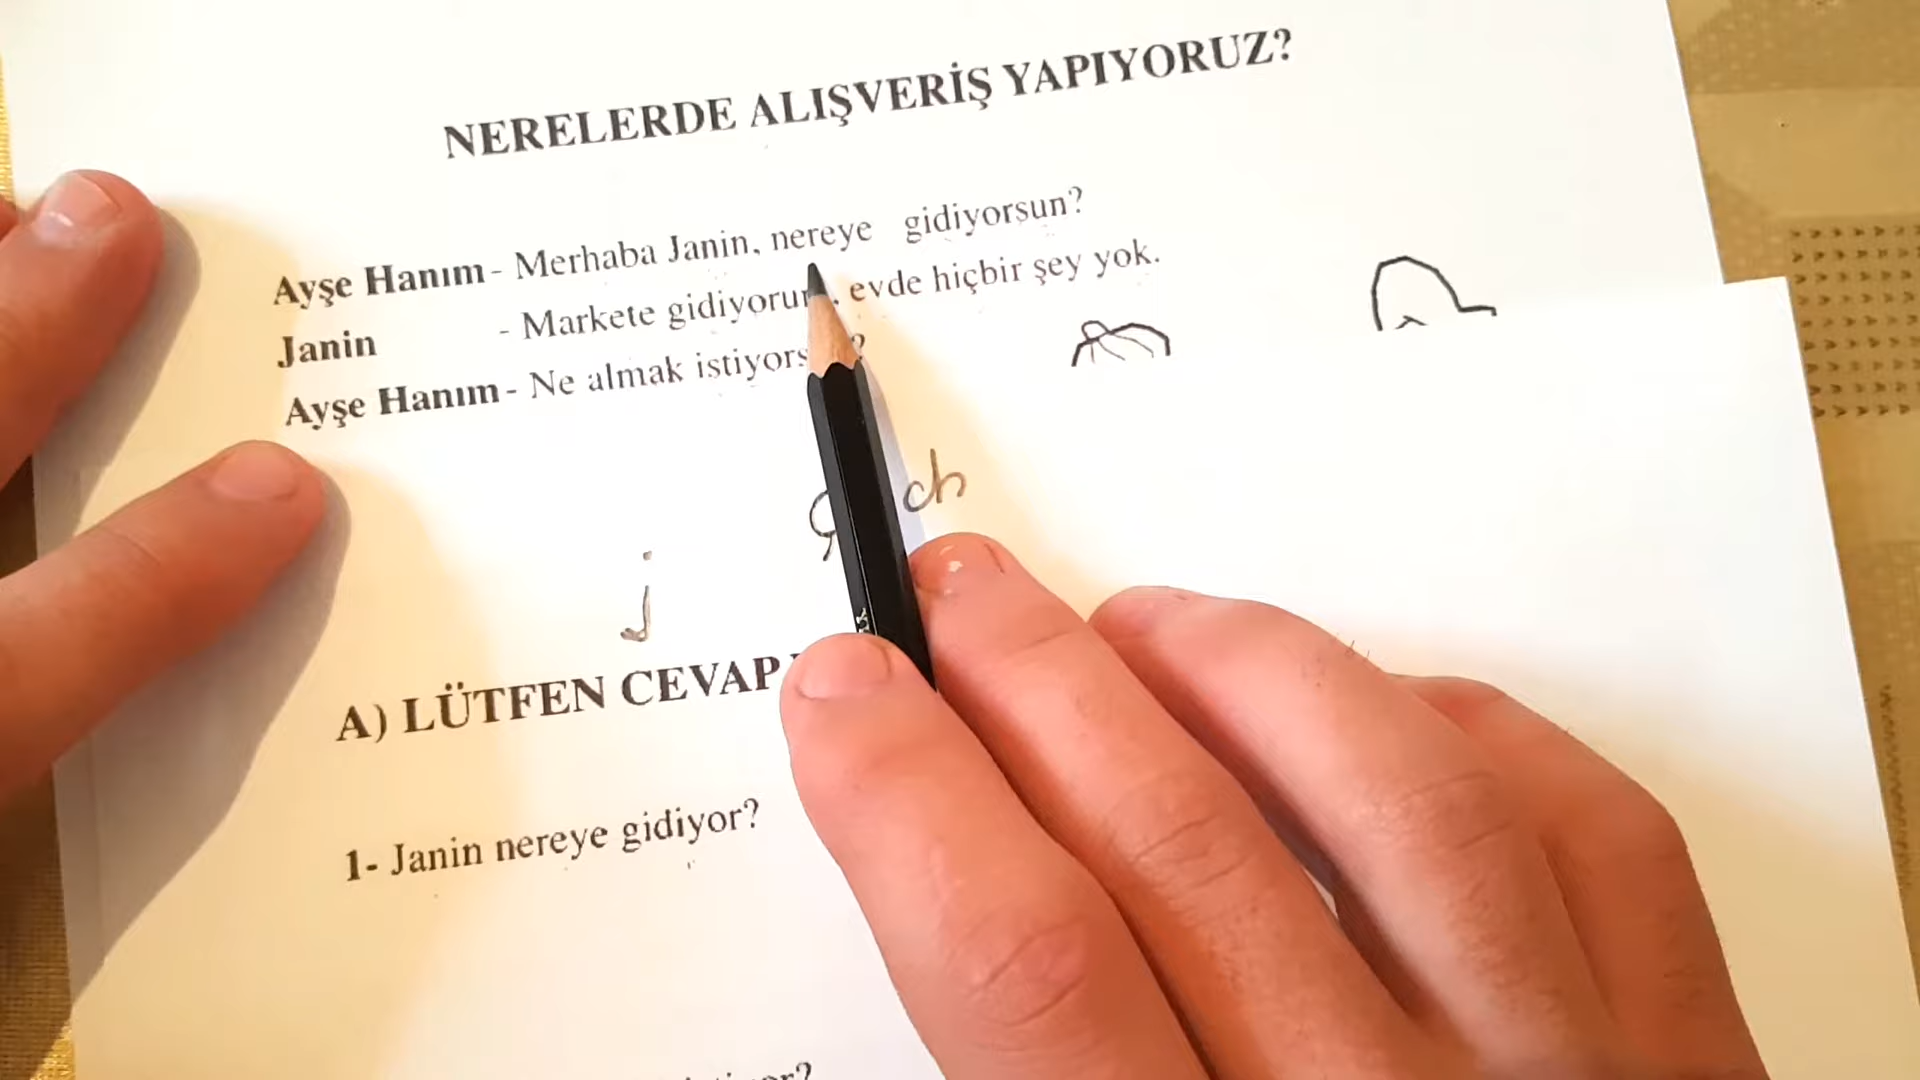 NERELERDE ALIŞVERİŞ YAPIYORUZ?
Ayşe Hanım - Merhaba Janin, nereye gidiyorsun?
Janin - Markete gidiyorum, evde hiçbir şey yok.
Ayşe Hanım - Ne almak istiyorsun?
ç ch
j
A) LÜTFEN CEVAP
1- Janin nereye gidiyor?